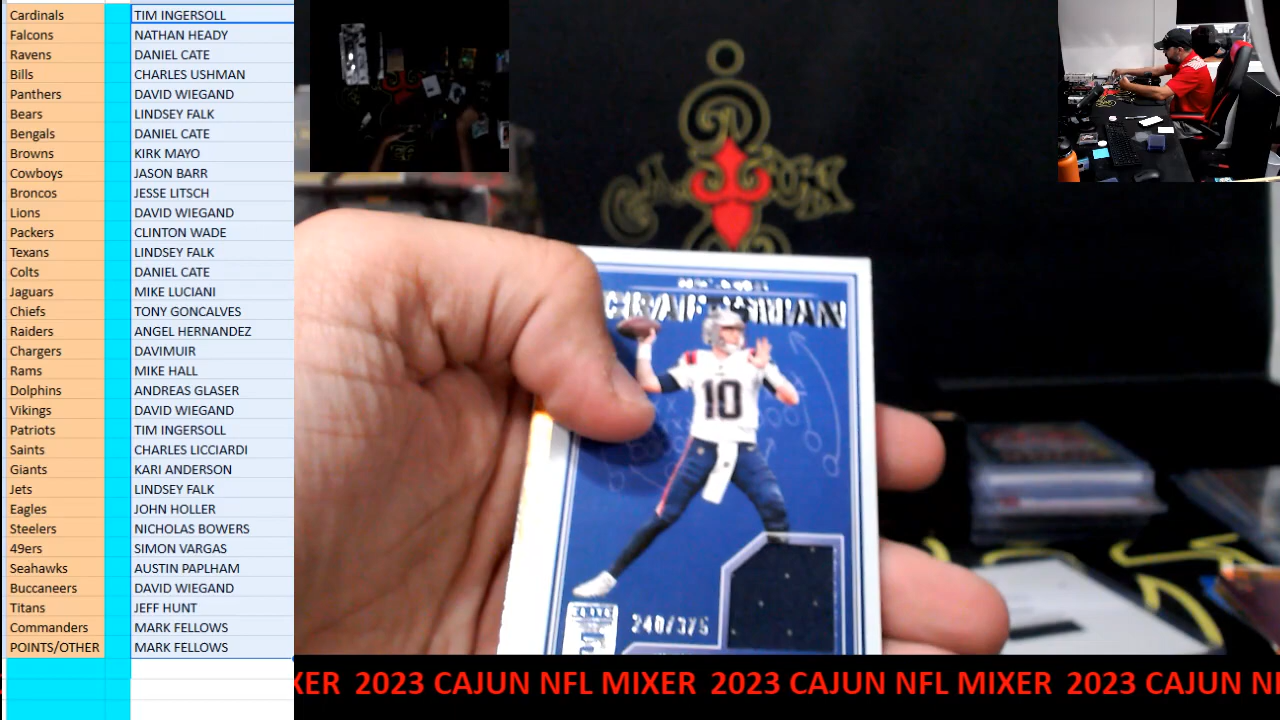 Cardinals TIM INGERSOLL
Falcons NATHAN HEADY
Ravens DANIEL CATE
Bills CHARLES USHMAN
Panthers DAVID WIEGAND
Bears LINDSEY FALK
Bengals DANIEL CATE
Browns KIRK MAYO
Cowboys JASON BARR
Broncos JESSE LITSCH
Lions DAVID WIEGAND
Packers CLINTON WADE
Texans LINDSEY FALK
Colts DANIEL CATE
Jaguars MIKE LUCIANI
Chiefs TONY GONCALVES
Raiders ANGEL HERNANDEZ
Chargers DAVIMUIR
Rams MIKE HALL
Dolphins ANDREAS GLASER
Vikings DAVID WIEGAND
Patriots TIM INGERSOLL
Saints CHARLES LICCIARDI
Giants KARI ANDERSON
Jets LINDSEY FALK
Eagles JOHN HOLLER
Steelers NICHOLAS BOWERS
49ers SIMON VARGAS
Seahawks AUSTIN PAPLHAM
Buccaneers DAVID WIEGAND
Titans JEFF HUNT
Commanders MARK FELLOWS
POINTS/OTHER MARK FELLOWS
10
240/375
XER 2023 CAJUN NFL MIXER 2023 CAJUN NFL MIXER 2023 CAJUN N